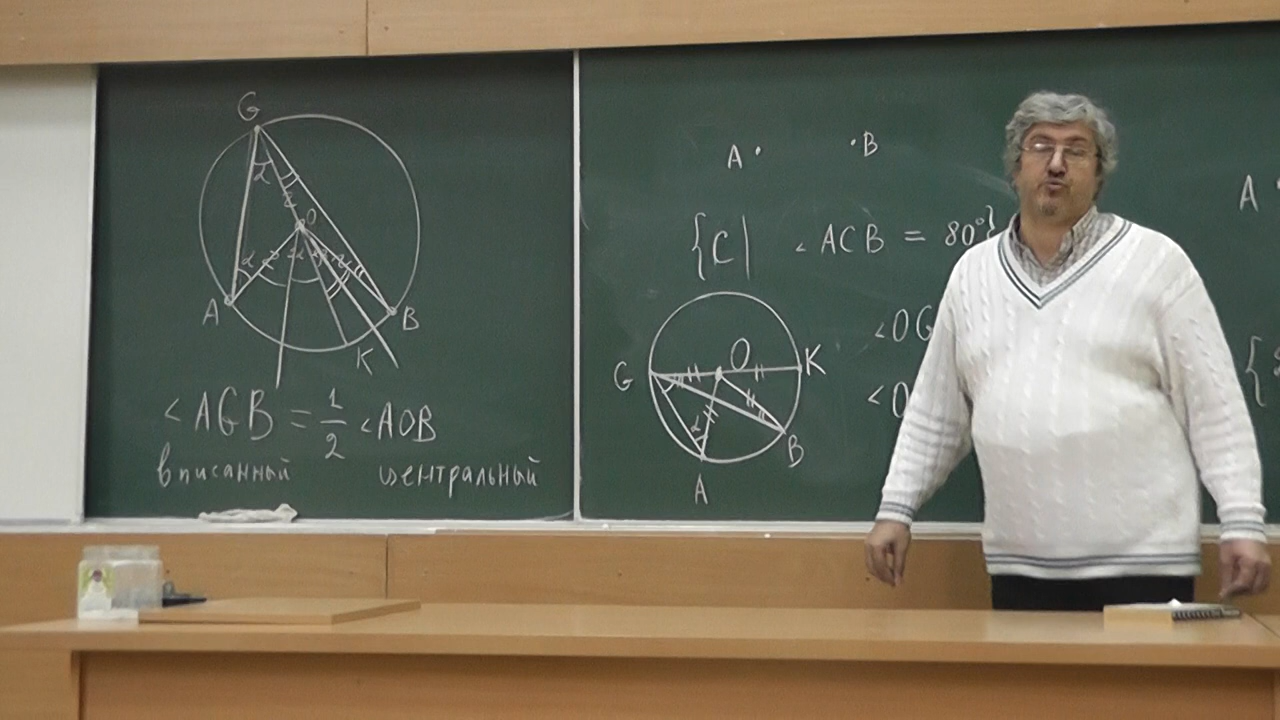 G
α
α
O
A
B
K
∠AGB = 1/2 ∠AOB
вписанный центральный
A · · B
{C| ∠ACB = 80°}
∠OG
∠O
G O K
α
B
A
A
{